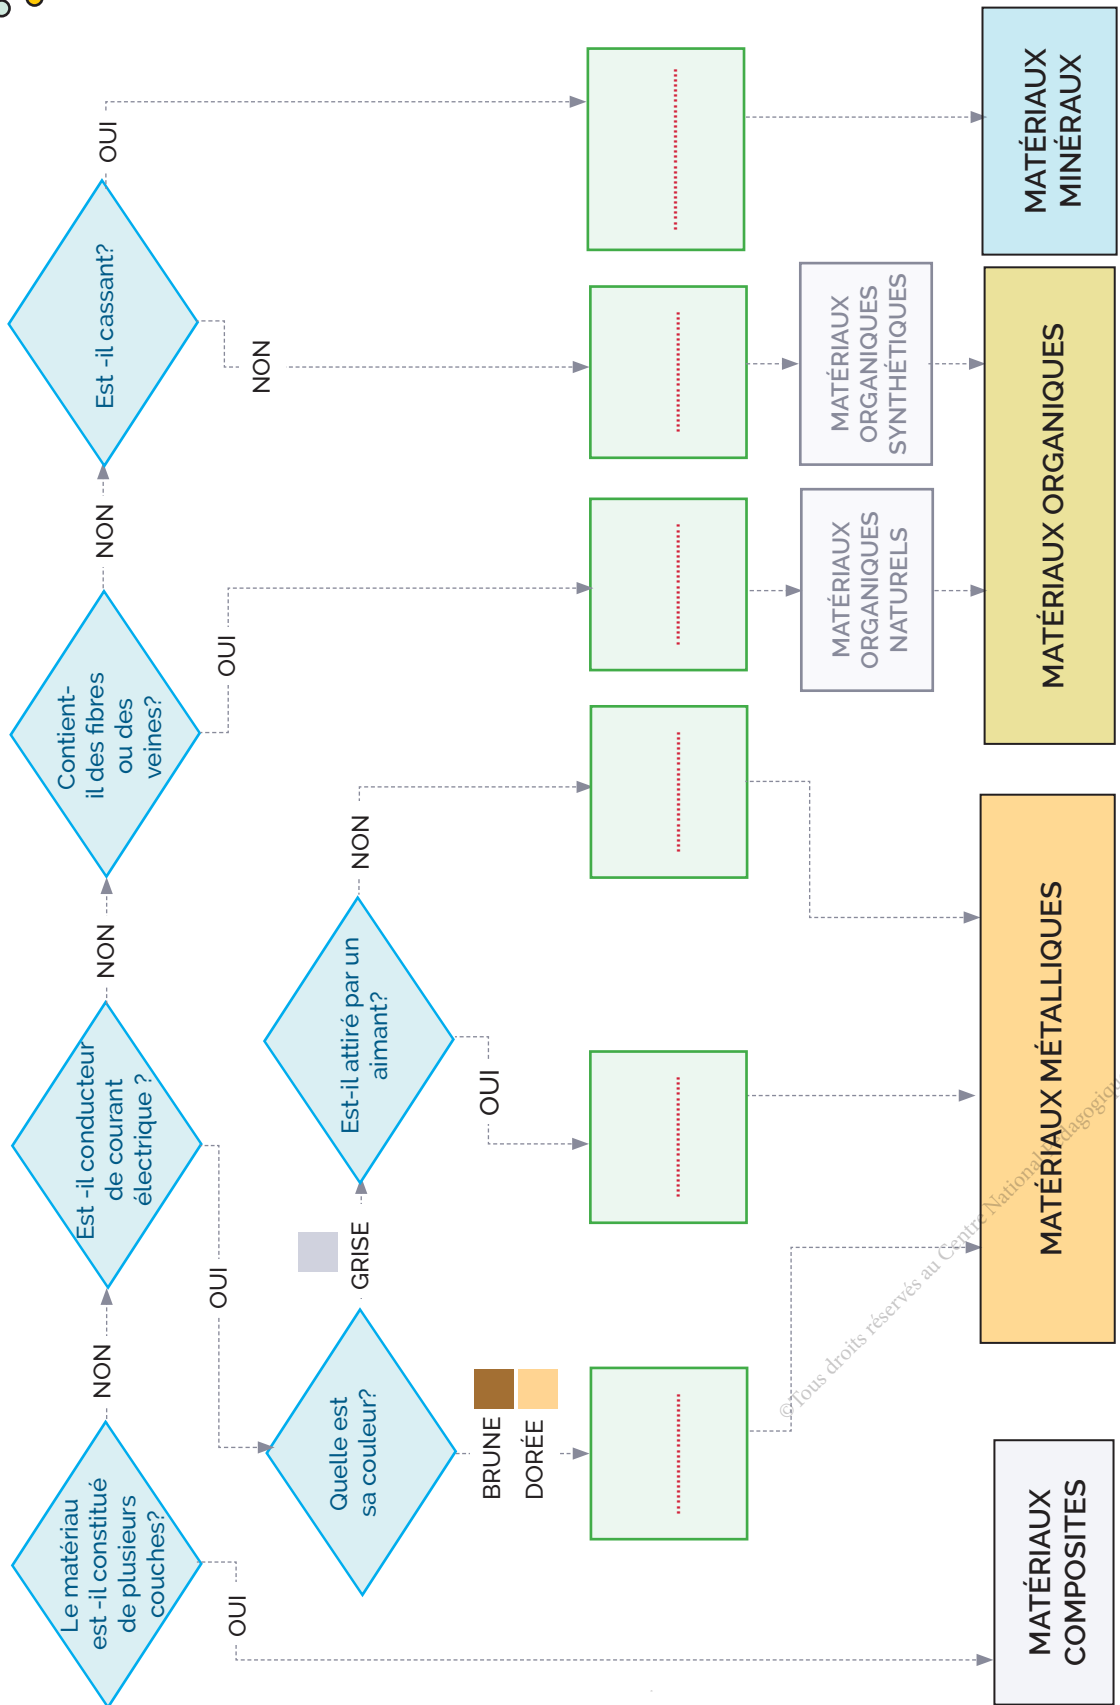 Le matériau
est -il constitué
de plusieurs
couches?
NON
OUI
Est -il conducteur
de courant
électrique ?
NON
OUI
Contient-
il des fibres
ou des
veines?
NON
OUI
Est -il cassant?
OUI
NON
Quelle est
sa couleur?
GRISE
BRUNE
DORÉE
Est-il attiré par un
aimant?
NON
OUI
MATÉRIAUX
ORGANIQUES
NATURELS
MATÉRIAUX
ORGANIQUES
SYNTHÉTIQUES
MATÉRIAUX
COMPOSITES
MATÉRIAUX MÉTALLIQUES
MATÉRIAUX ORGANIQUES
MATÉRIAUX
MINÉRAUX
©Tous droits réservés au Centre National